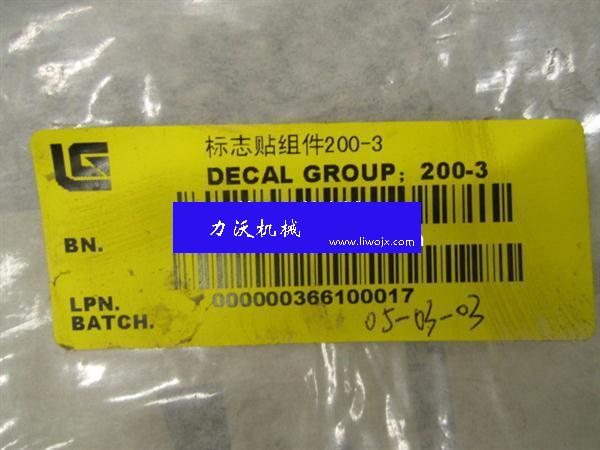 标志贴组件200-3
DECAL GROUP: 200-3
力沃机械
www.liwojx.com
BN.
000000366100017
LPN.
BATCH.
05-03-03